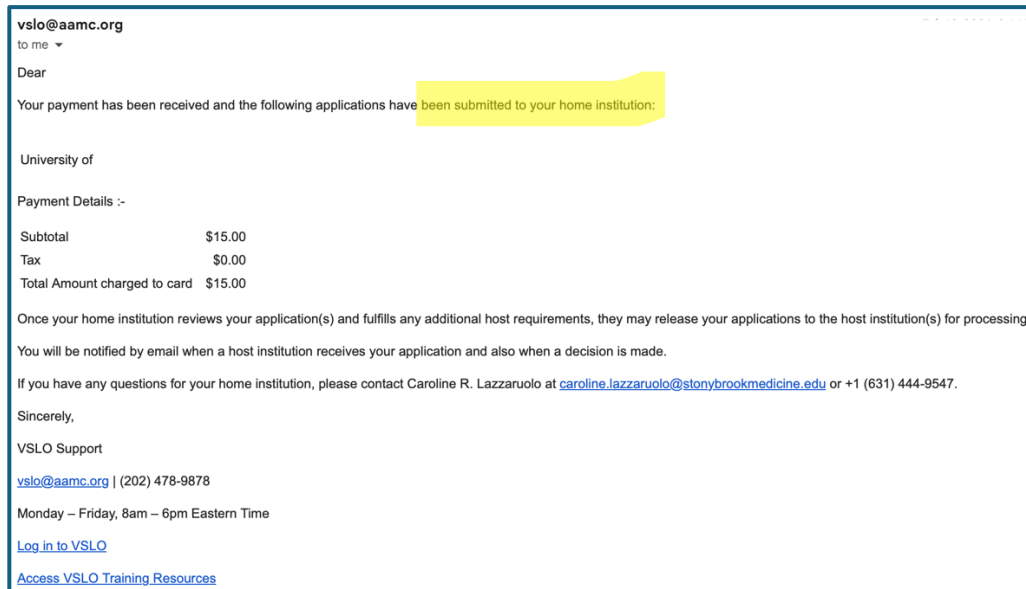 vslo@aamc.org
to me
Dear
Your payment has been received and the following applications have been submitted to your home institution:
University of
Payment Details :-
Subtotal $15.00
Tax $0.00
Total Amount charged to card $15.00
Once your home institution reviews your application(s) and fulfills any additional host requirements, they may release your applications to the host institution(s) for processing
You will be notified by email when a host institution receives your application and also when a decision is made.
If you have any questions for your home institution, please contact Caroline R. Lazzaruolo at caroline.lazzaruolo@stonybrookmedicine.edu or +1 (631) 444-9547.
Sincerely,
VSLO Support
vslo@aamc.org | (202) 478-9878
Monday – Friday, 8am – 6pm Eastern Time
Log in to VSLO
Access VSLO Training Resources